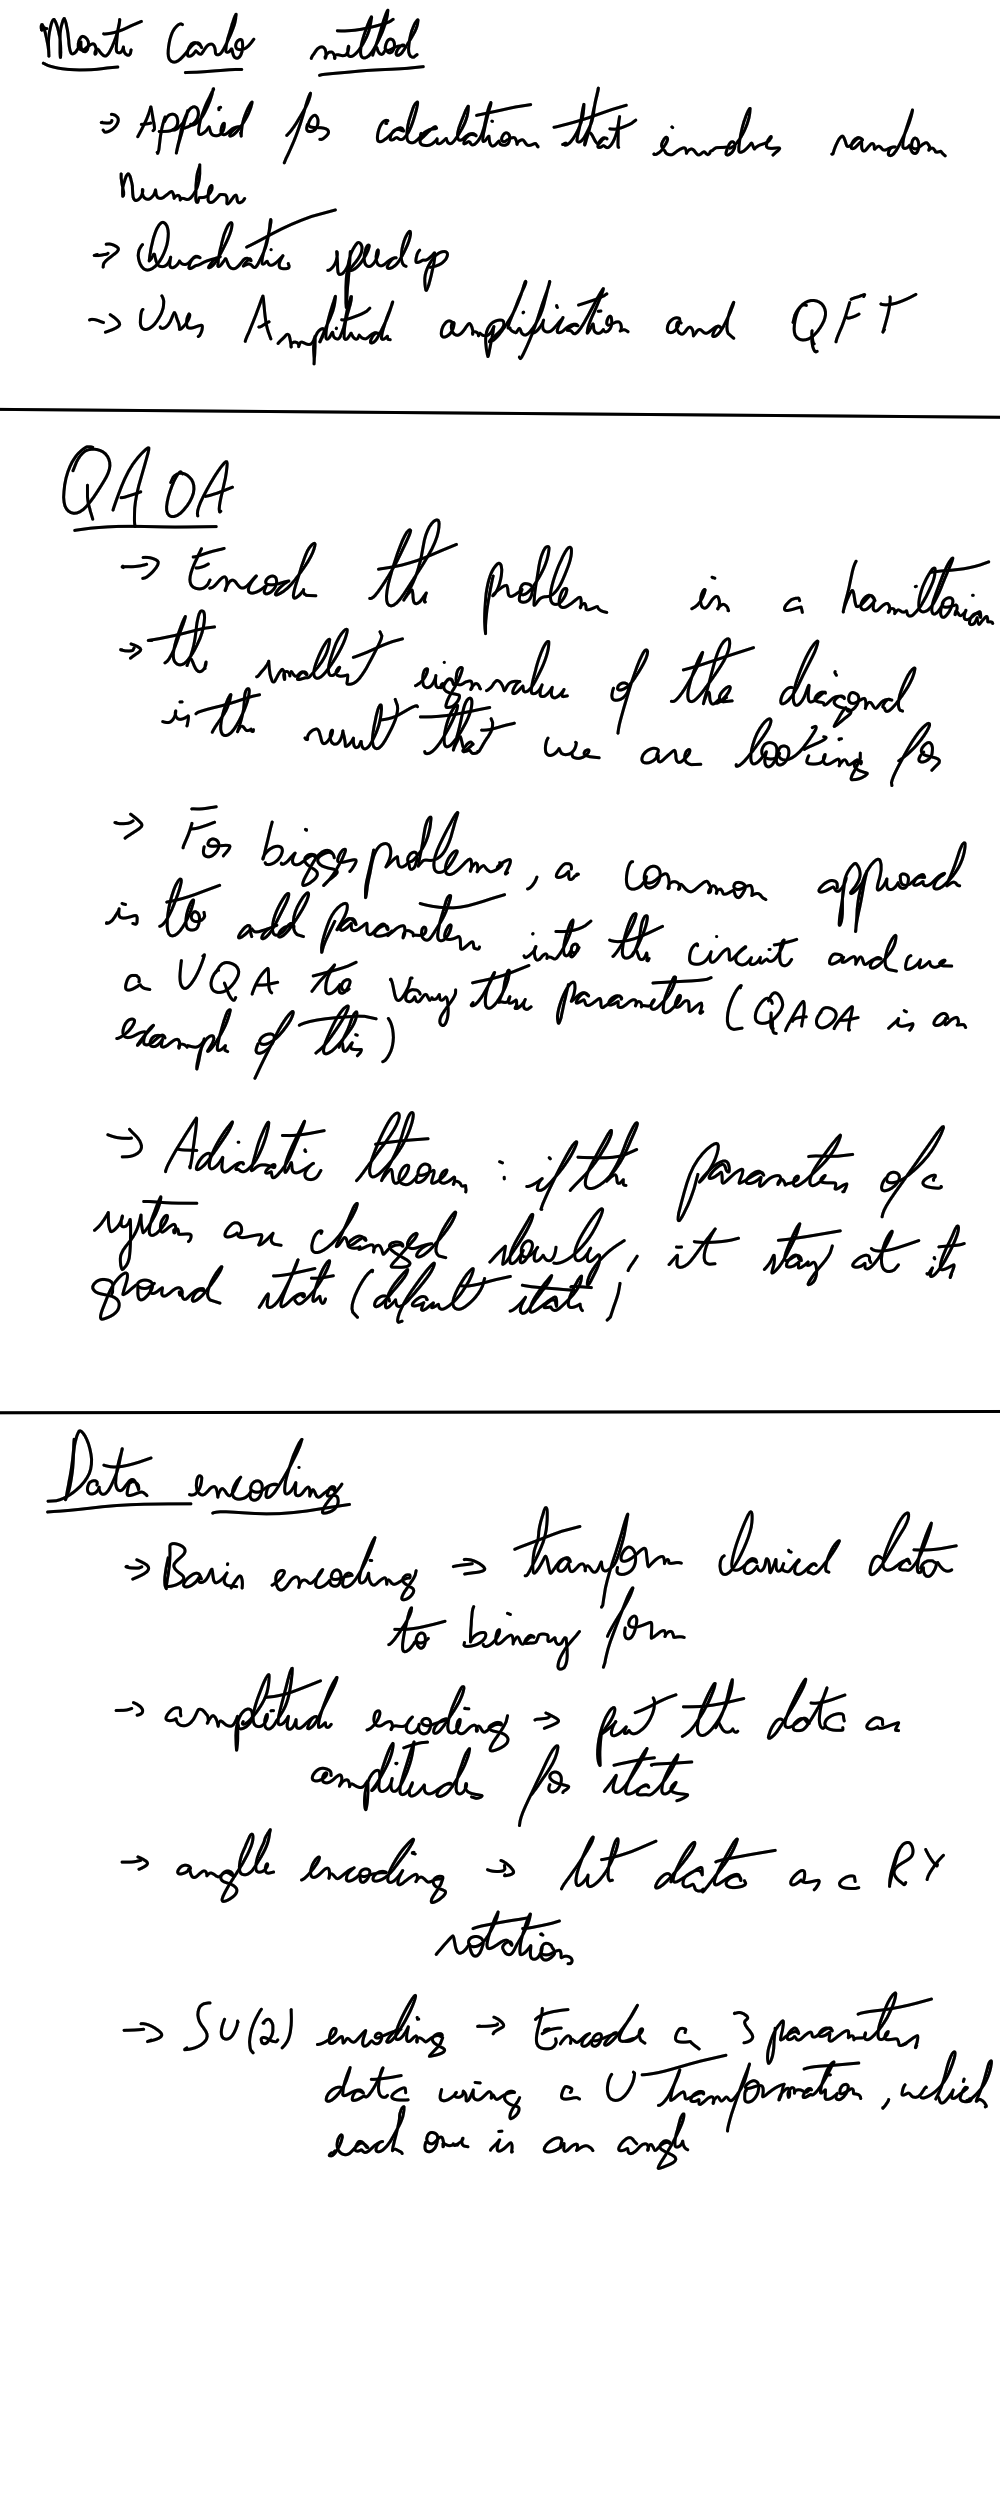 Monte Carlo method
⇒ Applied for calculations that includes random
Numbers
⇒ Quadratic speedup
⇒ Uses Amplitud amplification and QFT
QAOA
⇒ Encode the problem in a hamiltonian
⇒ the smallest eigenvalue of the diagonal
is the result that we are looking for
⇒ For bigger problems, a common approach
is to add parameters into the circuit and use
a VQA to vary the parameters (QAOA is an
example of this)
⇒ Adiabatic theorem: if the parameters of a
system are changed slowly, it stays at its
ground state (default state)
Data encoding
⇒ Basis encoding ⇒ transform classical data
to binary form
⇒ amplitud encoding ⇒ put the data as
amplitudes for states
⇒ angle encoding ⇒ let data as a RY
rotation
⇒ SU(2) encoding ⇒ Encode a 3 parameters
data using a U transformation, which
each one is an angle